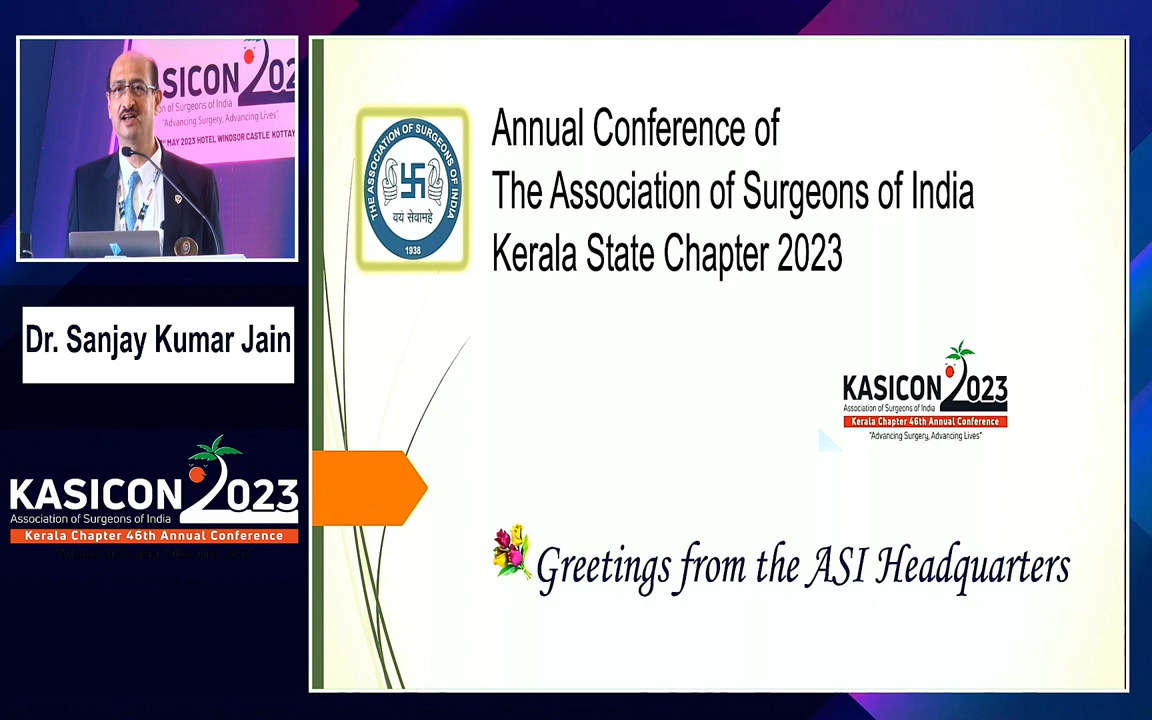 SICON 202
on of Surgeons of India
"Advancing Surgery, Advancing Lives"
MAY 2023 HOTEL WINDSOR CASTLE KOTTAY
Dr. Sanjay Kumar Jain
KASICON 2023
Association of Surgeons of India
Kerala Chapter 46th Annual Conference
THE ASSOCIATION OF SURGEONS OF INDIA
वयं सेवामहे
1938
Annual Conference of
The Association of Surgeons of India
Kerala State Chapter 2023
KASICON 2023
Association of Surgeons of India
Kerala Chapter 46th Annual Conference
"Advancing Surgery, Advancing Lives"
Greetings from the ASI Headquarters